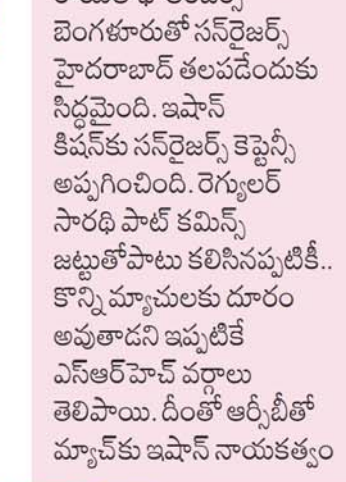 బెంగళూరుతో సన్‌రైజర్స్
హైదరాబాద్ తలపడేందుకు
సిద్ధమైంది. ఇషాన్
కిషన్‌కు సన్‌రైజర్స్ కెప్టెన్సీ
అప్పగించింది. రెగ్యులర్
సారథి పాట్ కమిన్స్
జట్టుతోపాటు కలిసినప్పటికీ..
కొన్ని మ్యాచులకు దూరం
అవుతాడని ఇప్పటికే
ఎస్ఆర్‌హెచ్ వర్గాలు
తెలిపాయి. దీంతో ఆర్సీబీతో
మ్యాచ్‌కు ఇషాన్ నాయకత్వం